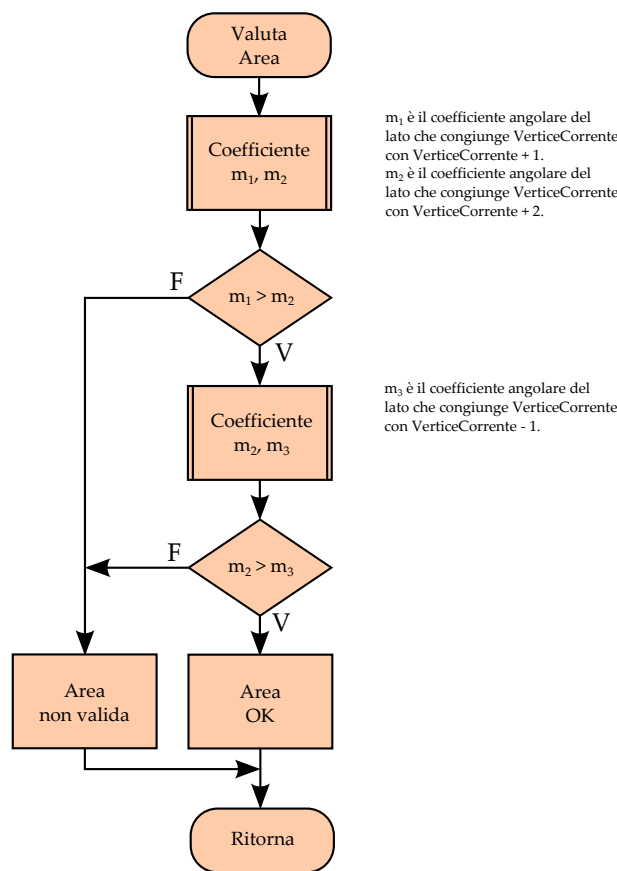 Valuta
Area
Coefficiente
m₁, m₂
m₁ è il coefficiente angolare del
lato che congiunge VerticeCorrente
con VerticeCorrente + 1.
m₂ è il coefficiente angolare del
lato che congiunge VerticeCorrente
con VerticeCorrente + 2.
F
m₁ > m₂
V
Coefficiente
m₂, m₃
m₃ è il coefficiente angolare del
lato che congiunge VerticeCorrente
con VerticeCorrente - 1.
F
m₂ > m₃
V
Area
non valida
Area
OK
Ritorna